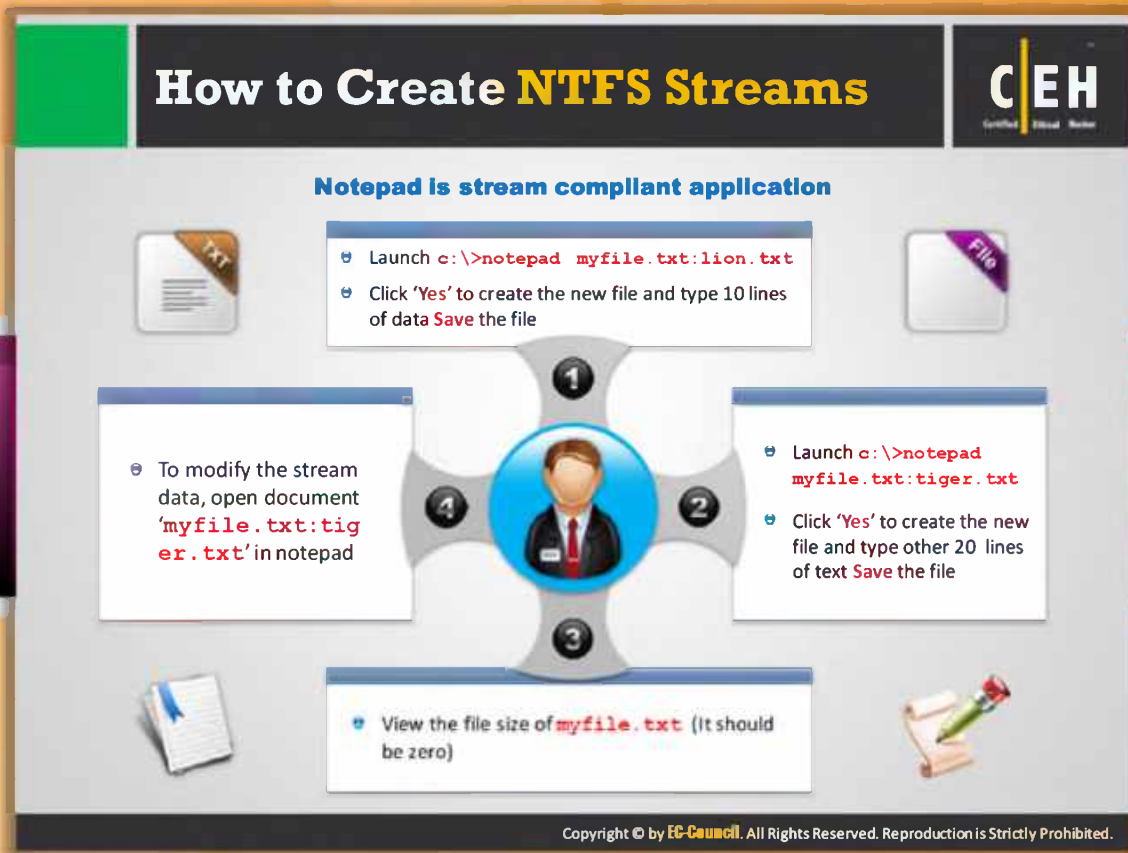 How to Create NTFS Streams
CEH
Certified Ethical Hacker
Notepad is stream compliant application
TXT
File
Launch c:\>notepad myfile.txt:lion.txt
Click 'Yes' to create the new file and type 10 lines
of data Save the file
1
Launch c:\>notepad
myfile.txt:tiger.txt
Click 'Yes' to create the new
file and type other 20 lines
of text Save the file
2
3
View the file size of myfile.txt (It should
be zero)
4
To modify the stream
data, open document
'myfile.txt:tig
er.txt' in notepad
Copyright © by EC-Council. All Rights Reserved. Reproduction is Strictly Prohibited.